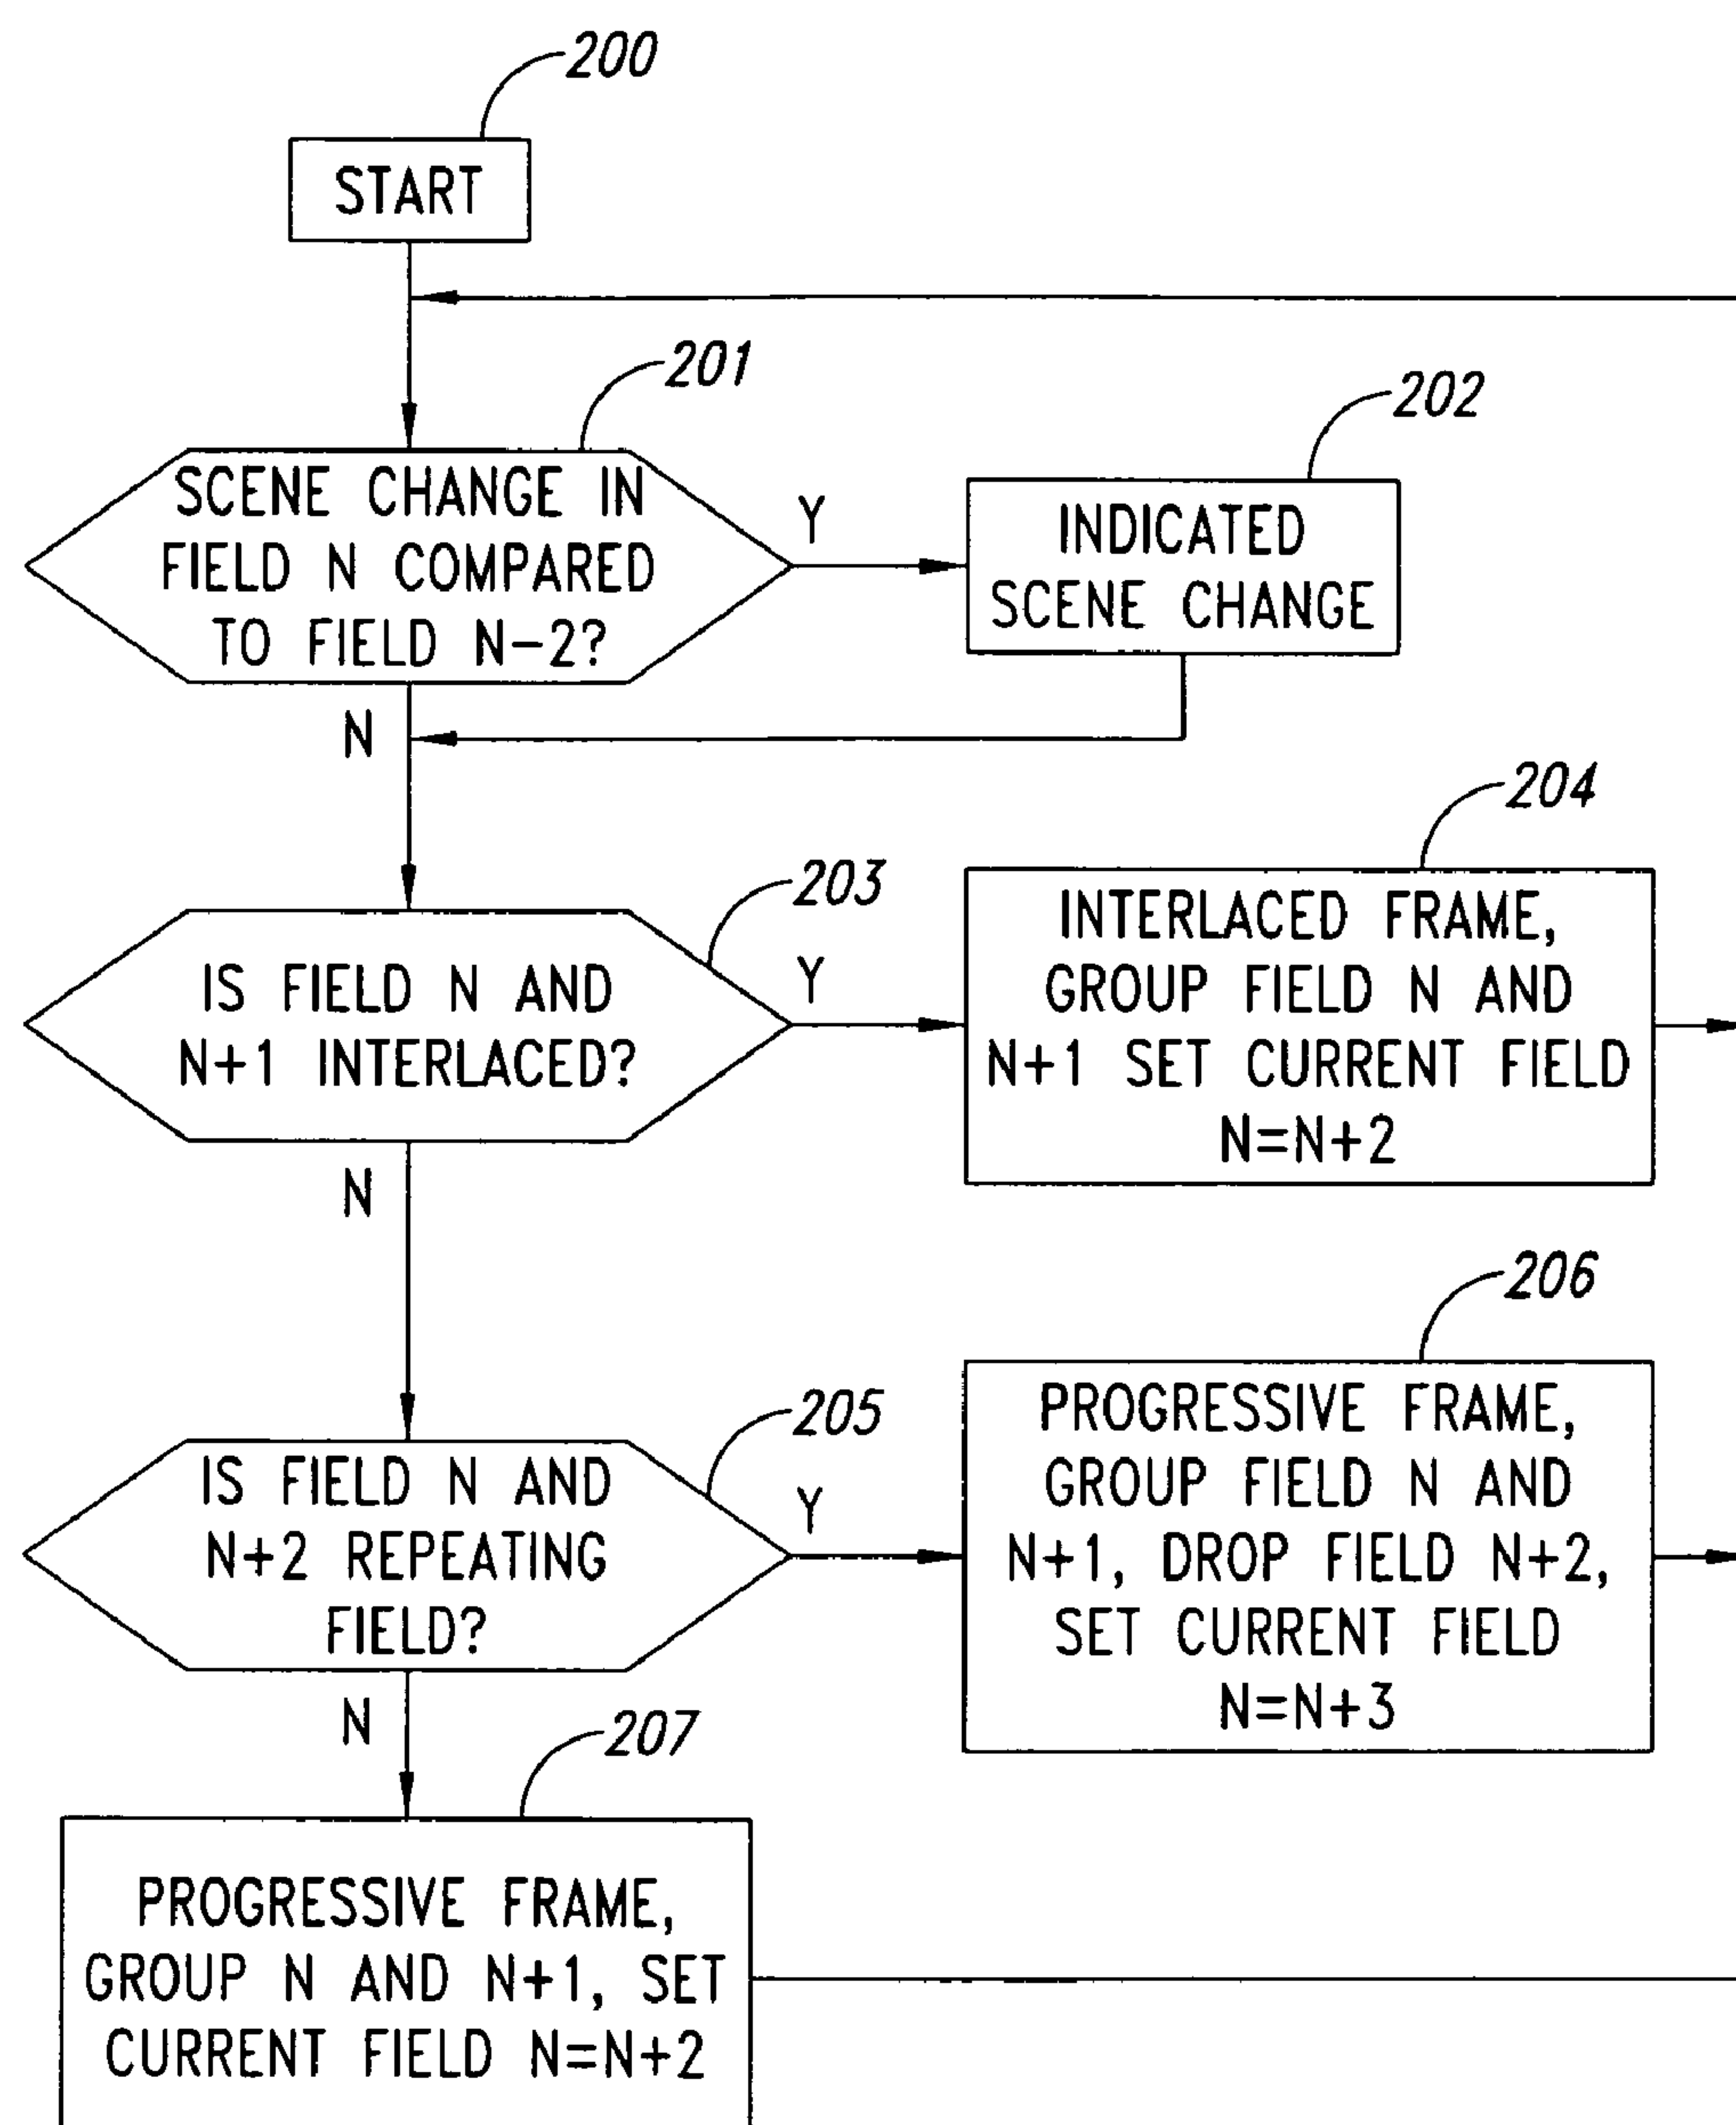 200
START
201
SCENE CHANGE IN
FIELD N COMPARED
TO FIELD N-2?
Y
202
INDICATED
SCENE CHANGE
N
203
IS FIELD N AND
N+1 INTERLACED?
Y
204
INTERLACED FRAME,
GROUP FIELD N AND
N+1 SET CURRENT FIELD
N=N+2
N
205
IS FIELD N AND
N+2 REPEATING
FIELD?
Y
206
PROGRESSIVE FRAME,
GROUP FIELD N AND
N+1, DROP FIELD N+2,
SET CURRENT FIELD
N=N+3
N
207
PROGRESSIVE FRAME,
GROUP N AND N+1, SET
CURRENT FIELD N=N+2